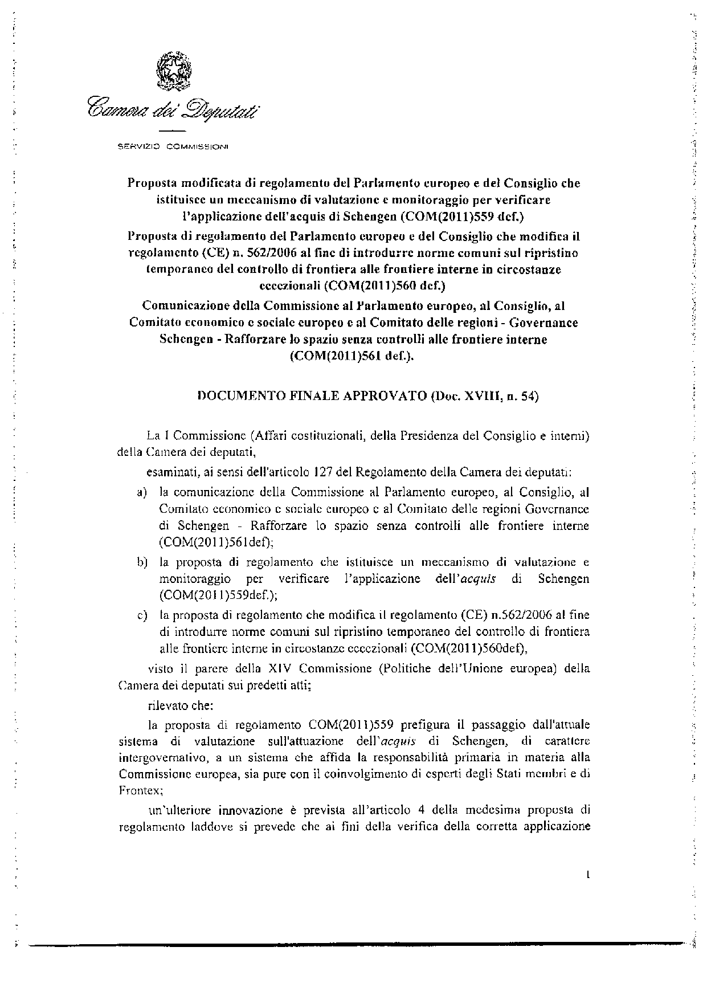 Camera dei Deputati
SERVIZIO COMMISSIONI
Proposta modificata di regolamento del Parlamento europeo e del Consiglio che
istituisce un meccanismo di valutazione e monitoraggio per verificare
l'applicazione dell'acquis di Schengen (COM(2011)559 def.)
Proposta di regolamento del Parlamento europeo e del Consiglio che modifica il
regolamento (CE) n. 562/2006 al fine di introdurre norme comuni sul ripristino
temporaneo del controllo di frontiera alle frontiere interne in circostanze
eccezionali (COM(2011)560 def.)
Comunicazione della Commissione al Parlamento europeo, al Consiglio, al
Comitato economico e sociale europeo e al Comitato delle regioni - Governance
Schengen - Rafforzare lo spazio senza controlli alle frontiere interne
(COM(2011)561 def.).
DOCUMENTO FINALE APPROVATO (Doc. XVIII, n. 54)
La I Commissione (Affari costituzionali, della Presidenza del Consiglio e interni)
della Camera dei deputati,
esaminati, ai sensi dell'articolo 127 del Regolamento della Camera dei deputati:
a) la comunicazione della Commissione al Parlamento europeo, al Consiglio, al
Comitato economico e sociale europeo e al Comitato delle regioni Governance
di Schengen - Rafforzare lo spazio senza controlli alle frontiere interne
(COM(2011)561def);
b) la proposta di regolamento che istituisce un meccanismo di valutazione e
monitoraggio per verificare l'applicazione dell'acquis di Schengen
(COM(2011)559def.);
c) la proposta di regolamento che modifica il regolamento (CE) n.562/2006 al fine
di introdurre norme comuni sul ripristino temporaneo del controllo di frontiera
alle frontiere interne in circostanze eccezionali (COM(2011)560def),
visto il parere della XIV Commissione (Politiche dell'Unione europea) della
Camera dei deputati sui predetti atti;
rilevato che:
la proposta di regolamento COM(2011)559 prefigura il passaggio dall'attuale
sistema di valutazione sull'attuazione dell'acquis di Schengen, di carattere
intergovernativo, a un sistema che affida la responsabilità primaria in materia alla
Commissione europea, sia pure con il coinvolgimento di esperti degli Stati membri e di
Frontex;
un'ulteriore innovazione è prevista all'articolo 4 della medesima proposta di
regolamento laddove si prevede che ai fini della verifica della corretta applicazione
1